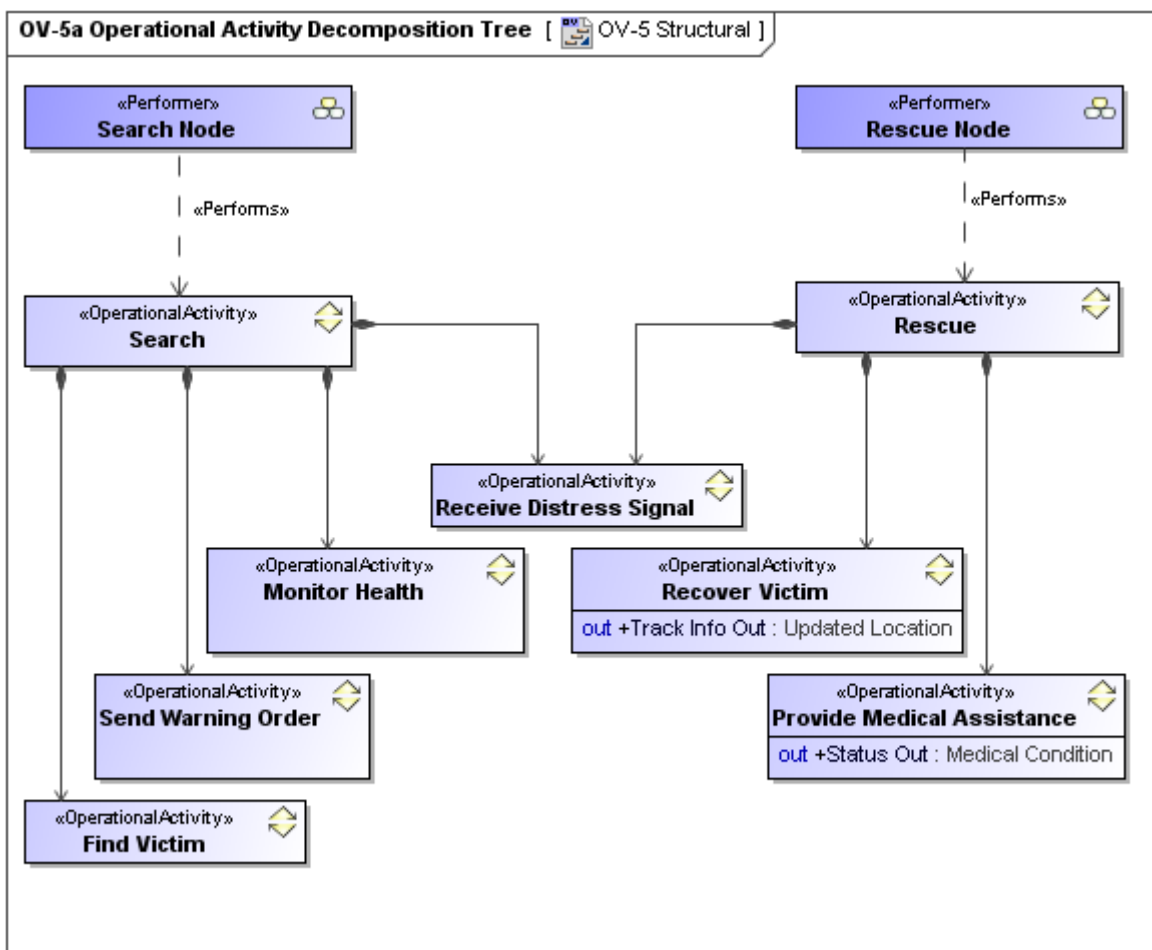 OV-5a Operational Activity Decomposition Tree [ OV-5 Structural ]
«Performer»
Search Node
«Performer»
Rescue Node
«Performs»
«Performs»
«OperationalActivity»
Search
«OperationalActivity»
Rescue
«OperationalActivity»
Receive Distress Signal
«OperationalActivity»
Monitor Health
«OperationalActivity»
Recover Victim
out +Track Info Out : Updated Location
«OperationalActivity»
Send Warning Order
«OperationalActivity»
Provide Medical Assistance
out +Status Out : Medical Condition
«OperationalActivity»
Find Victim